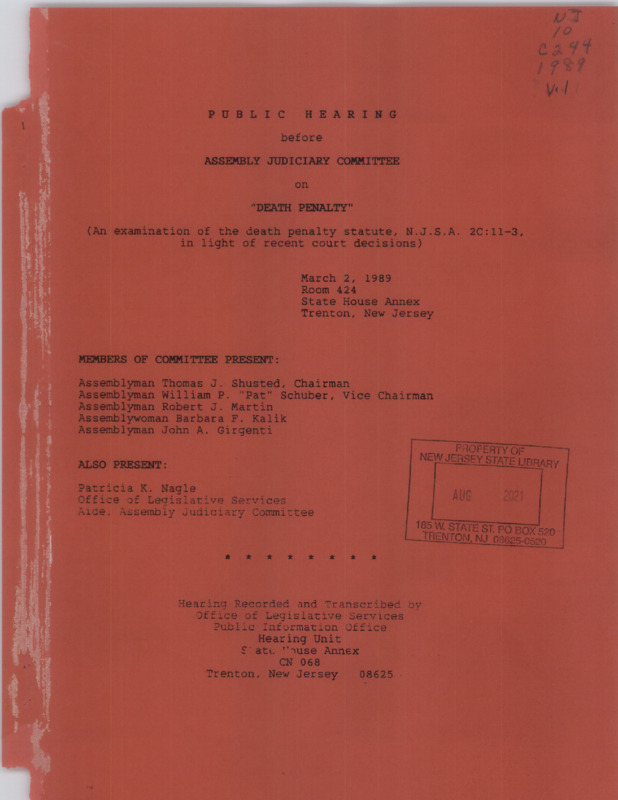 NJ
10
C244
1989
V.1
PUBLIC HEARING
before
ASSEMBLY JUDICIARY COMMITTEE
on
"DEATH PENALTY"
(An examination of the death penalty statute, N.J.S.A. 2C:11-3,
in light of recent court decisions)
March 2, 1989
Room 424
State House Annex
Trenton, New Jersey
MEMBERS OF COMMITTEE PRESENT:
Assemblyman Thomas J. Shusted, Chairman
Assemblyman William P. "Pat" Schuber, Vice Chairman
Assemblyman Robert J. Martin
Assemblywoman Barbara F. Kalik
Assemblyman John A. Girgenti
ALSO PRESENT:
Patricia K. Nagle
Office of Legislative Services
Aide, Assembly Judiciary Committee
PROPERTY OF
NEW JERSEY STATE LIBRARY
AUG 2021
185 W. STATE ST. PO BOX 520
TRENTON, NJ 08625-0520
* * * * * * * *
Hearing Recorded and Transcribed by
Office of Legislative Services
Public Information Office
Hearing Unit
State House Annex
CN 068
Trenton, New Jersey 08625